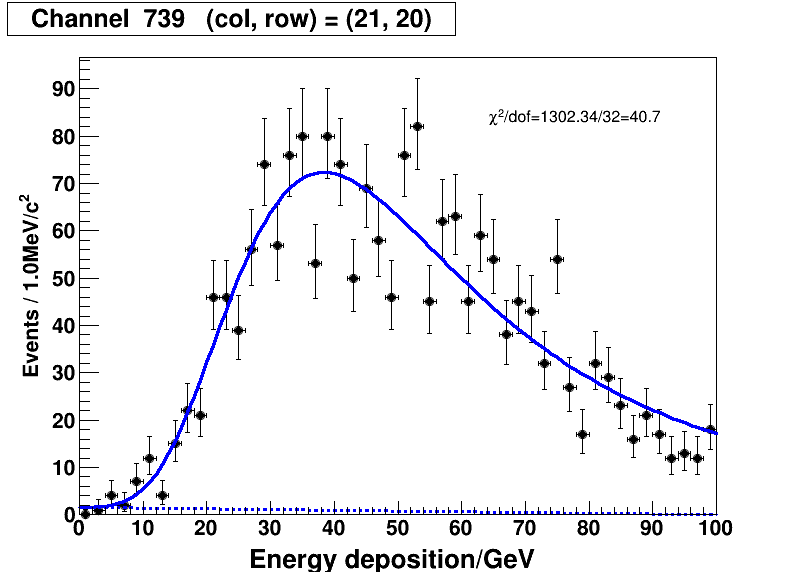 Channel 739 (col, row) = (21, 20)
χ²/dof=1302.34/32=40.7
Events / 1.0MeV/c²
90
80
70
60
50
40
30
20
10
0
0 10 20 30 40 50 60 70 80 90 100
Energy deposition/GeV